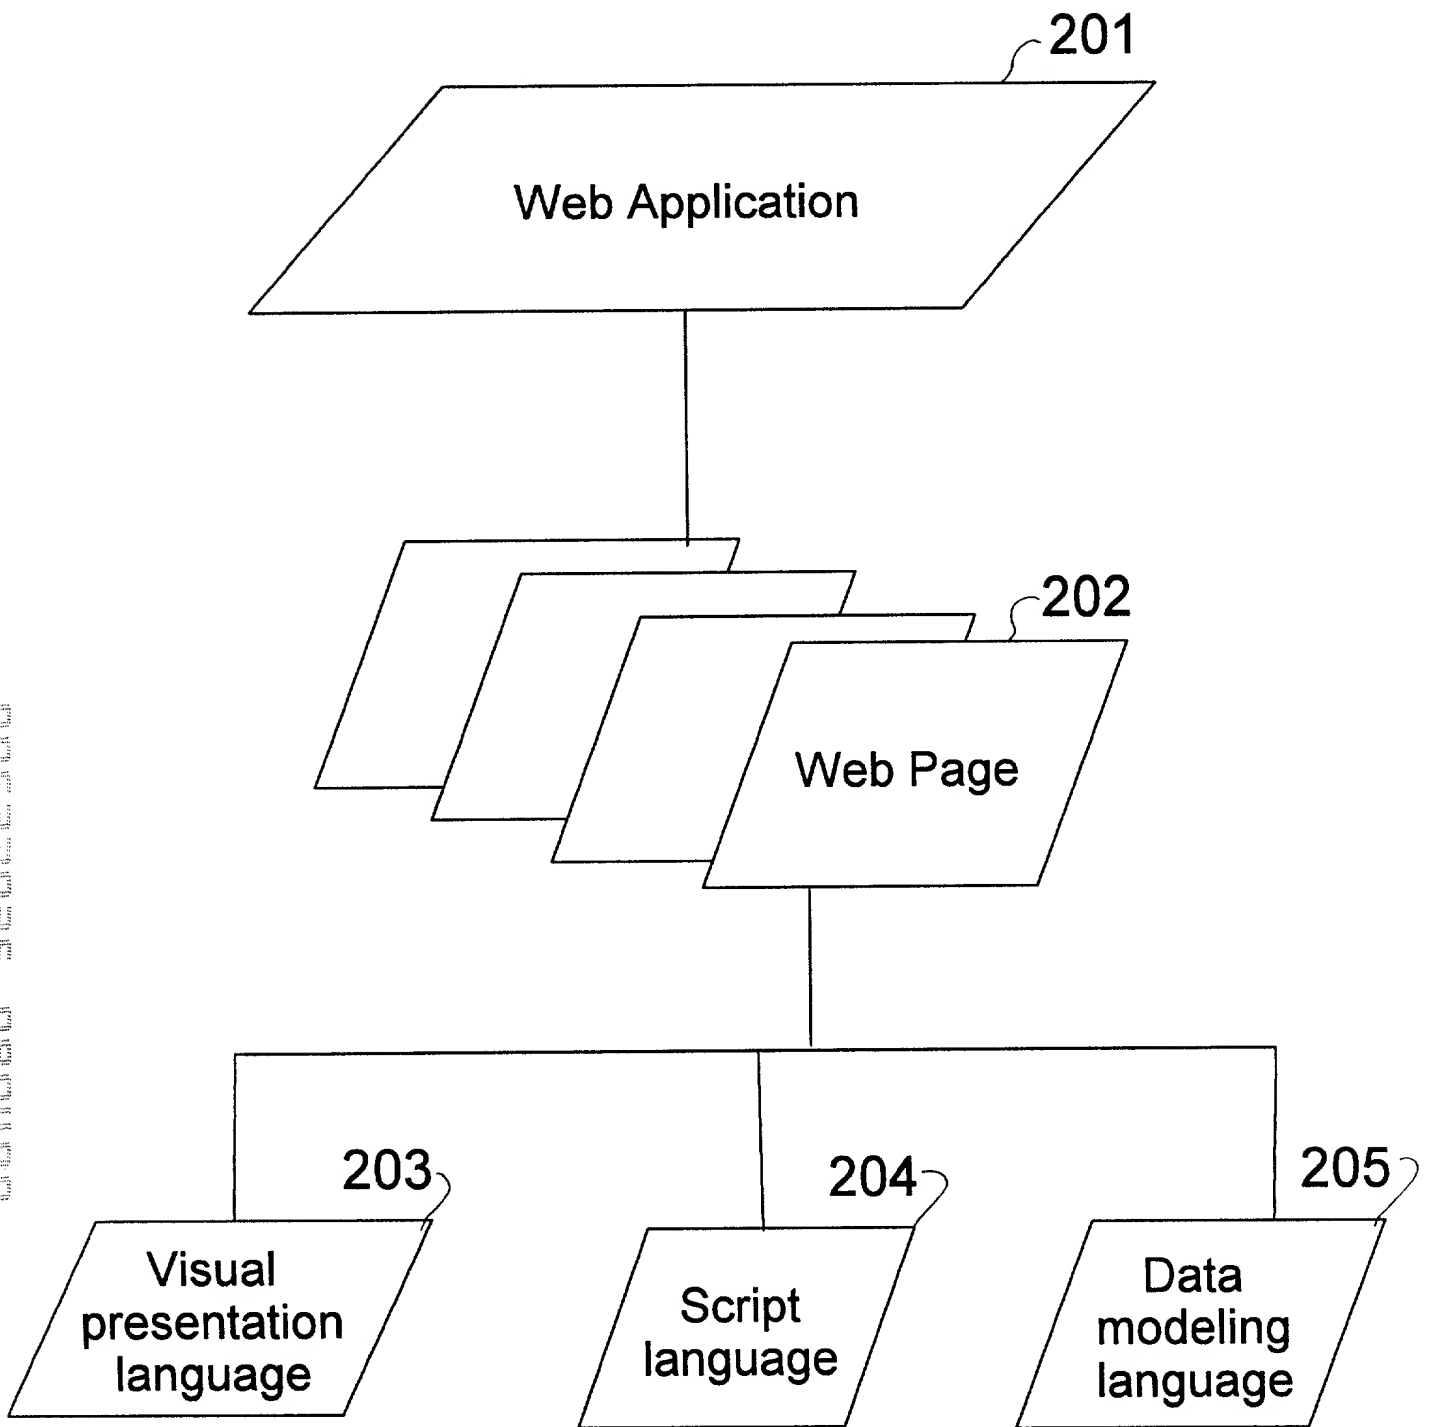 201
Web Application
202
Web Page
203
204
205
Visual
presentation
language
Script
language
Data
modeling
language